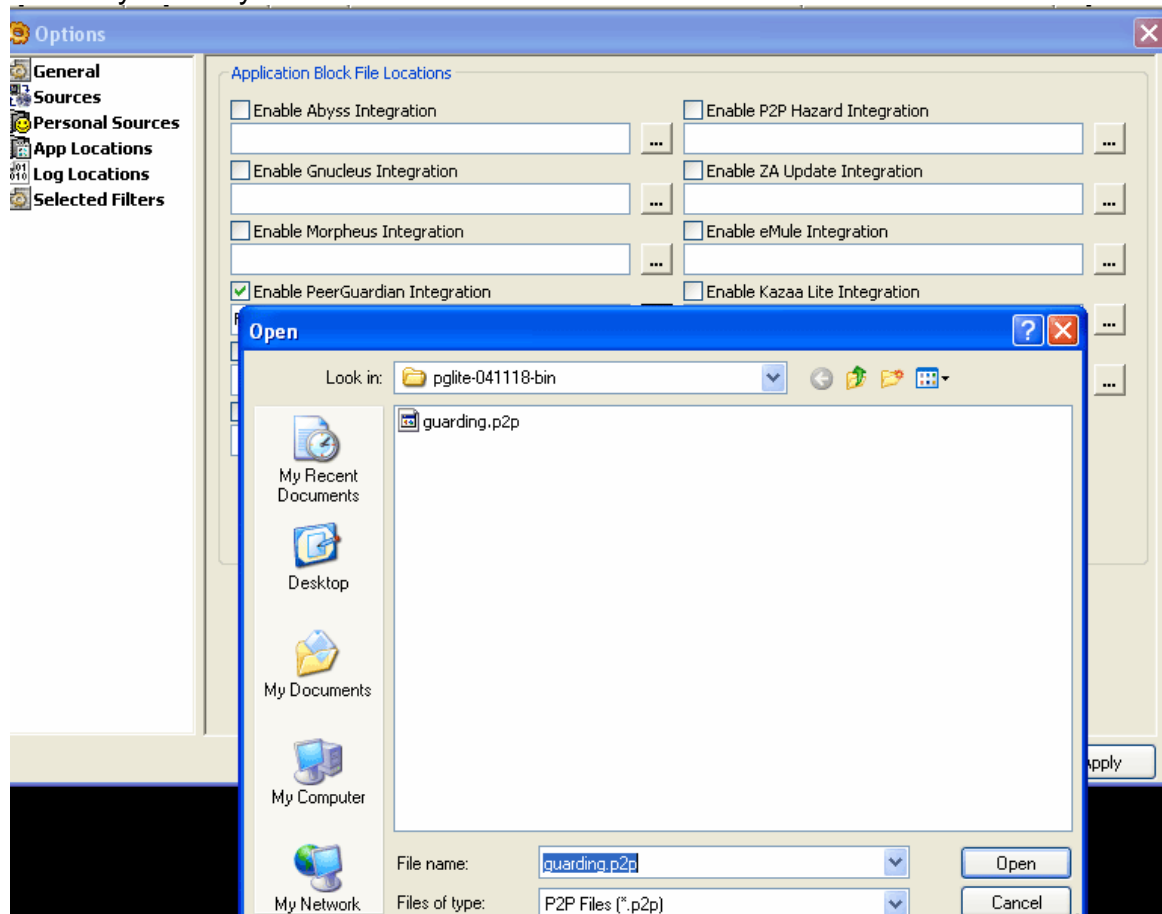 Options
General
Sources
Personal Sources
App Locations
Log Locations
Selected Filters
Application Block File Locations
Enable Abyss Integration
Enable P2P Hazard Integration
...
...
Enable Gnucleus Integration
Enable ZA Update Integration
...
...
Enable Morpheus Integration
Enable eMule Integration
...
...
Enable PeerGuardian Integration
Enable Kazaa Lite Integration
...
...
Open
Look in:
pglite-041118-bin
guarding.p2p
My Recent
Documents
Desktop
My Documents
My Computer
My Network
File name:
guarding.p2p
Open
Files of type:
P2P Files (*.p2p)
Cancel
Apply